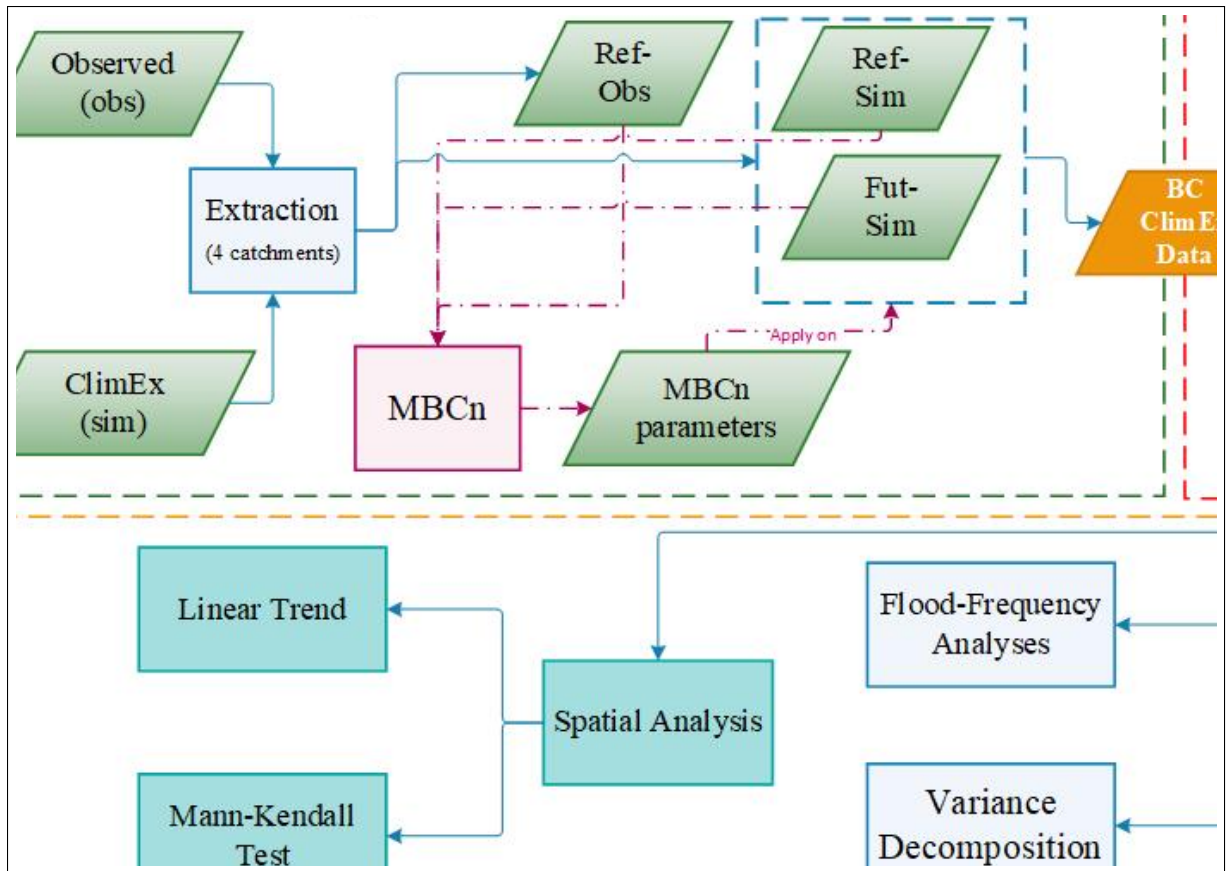 Observed
(obs)
Ref-
Obs
Ref-
Sim
Extraction
(4 catchments)
Fut-
Sim
BC
ClimE
Data
Apply on
ClimEx
(sim)
MBCn
MBCn
parameters
Linear Trend
Flood-Frequency
Analyses
Spatial Analysis
Mann-Kendall
Test
Variance
Decomposition